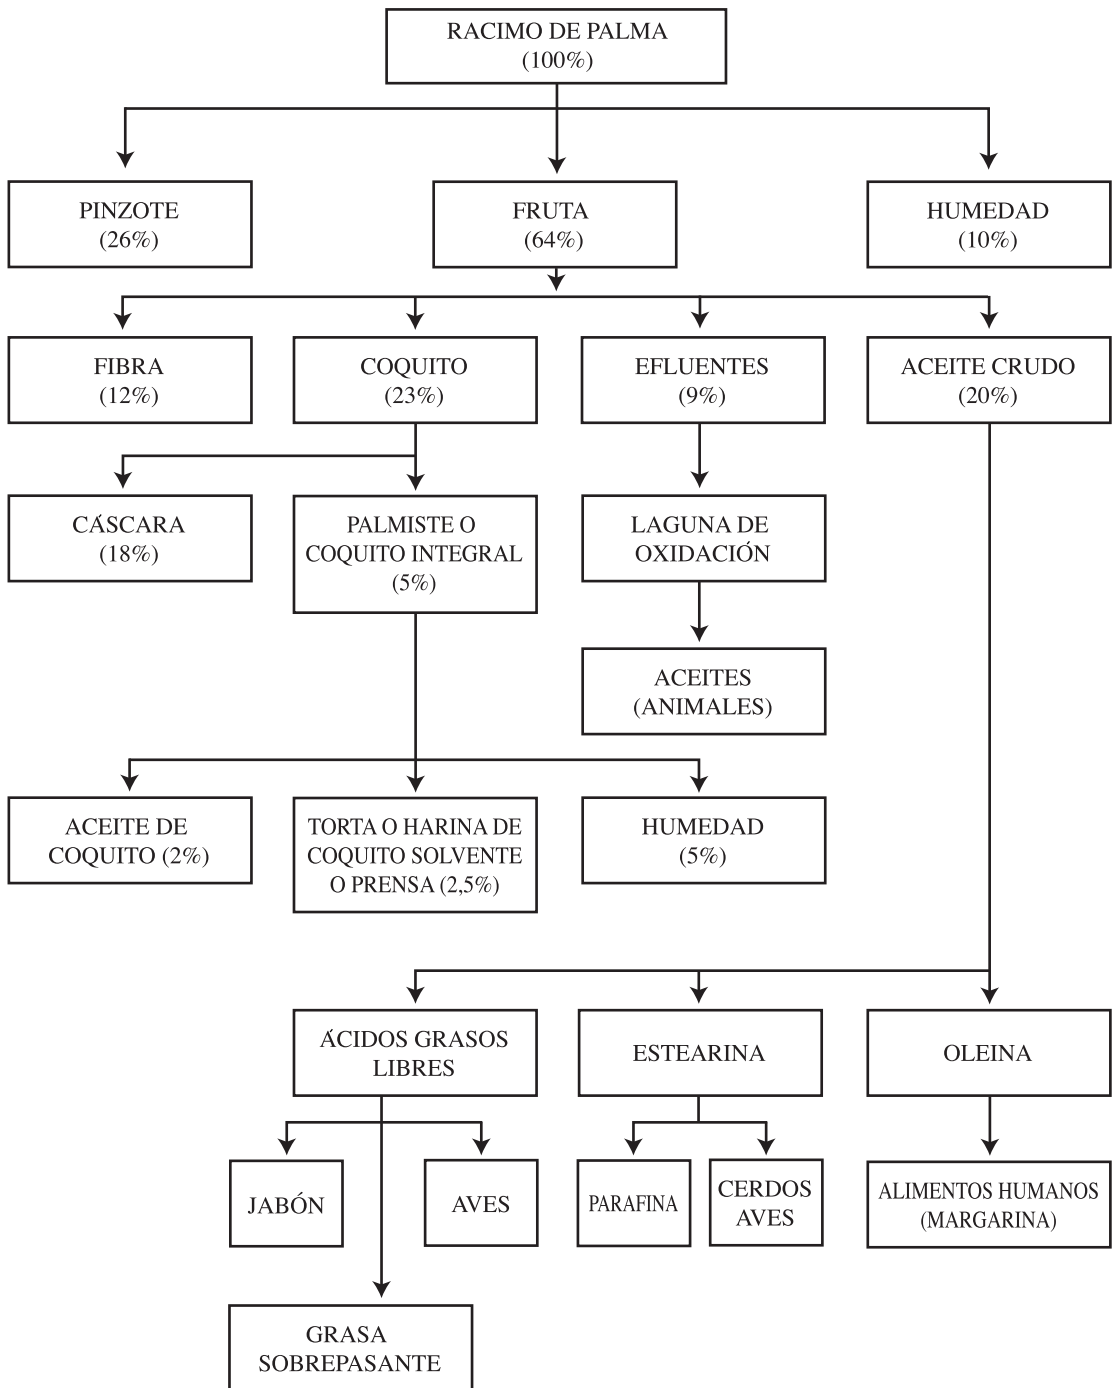 RACIMO DE PALMA
(100%)
PINZOTE
(26%)
FRUTA
(64%)
HUMEDAD
(10%)
FIBRA
(12%)
COQUITO
(23%)
EFLUENTES
(9%)
ACEITE CRUDO
(20%)
CÁSCARA
(18%)
PALMISTE O
COQUITO INTEGRAL
(5%)
LAGUNA DE
OXIDACIÓN
ACEITES
(ANIMALES)
ACEITE DE
COQUITO (2%)
TORTA O HARINA DE
COQUITO SOLVENTE
O PRENSA (2,5%)
HUMEDAD
(5%)
ÁCIDOS GRASOS
LIBRES
ESTEARINA
OLEINA
JABÓN
AVES
PARAFINA
CERDOS
AVES
ALIMENTOS HUMANOS
(MARGARINA)
GRASA
SOBREPASANTE